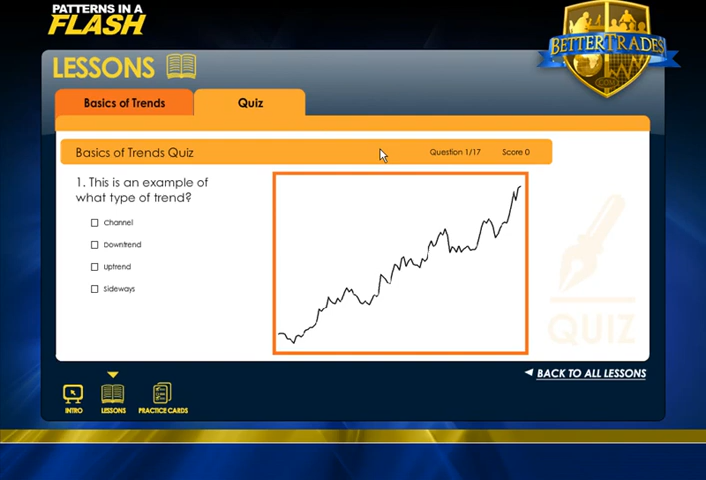 PATTERNS IN A
FLASH
BETTERTRADES
LESSONS
Basics of Trends
Quiz
Basics of Trends Quiz
Question 1/17
Score 0
1. This is an example of
what type of trend?
Channel
Downtrend
Uptrend
Sideways
QUIZ
BACK TO ALL LESSONS
INTRO
LESSONS
PRACTICE CARDS